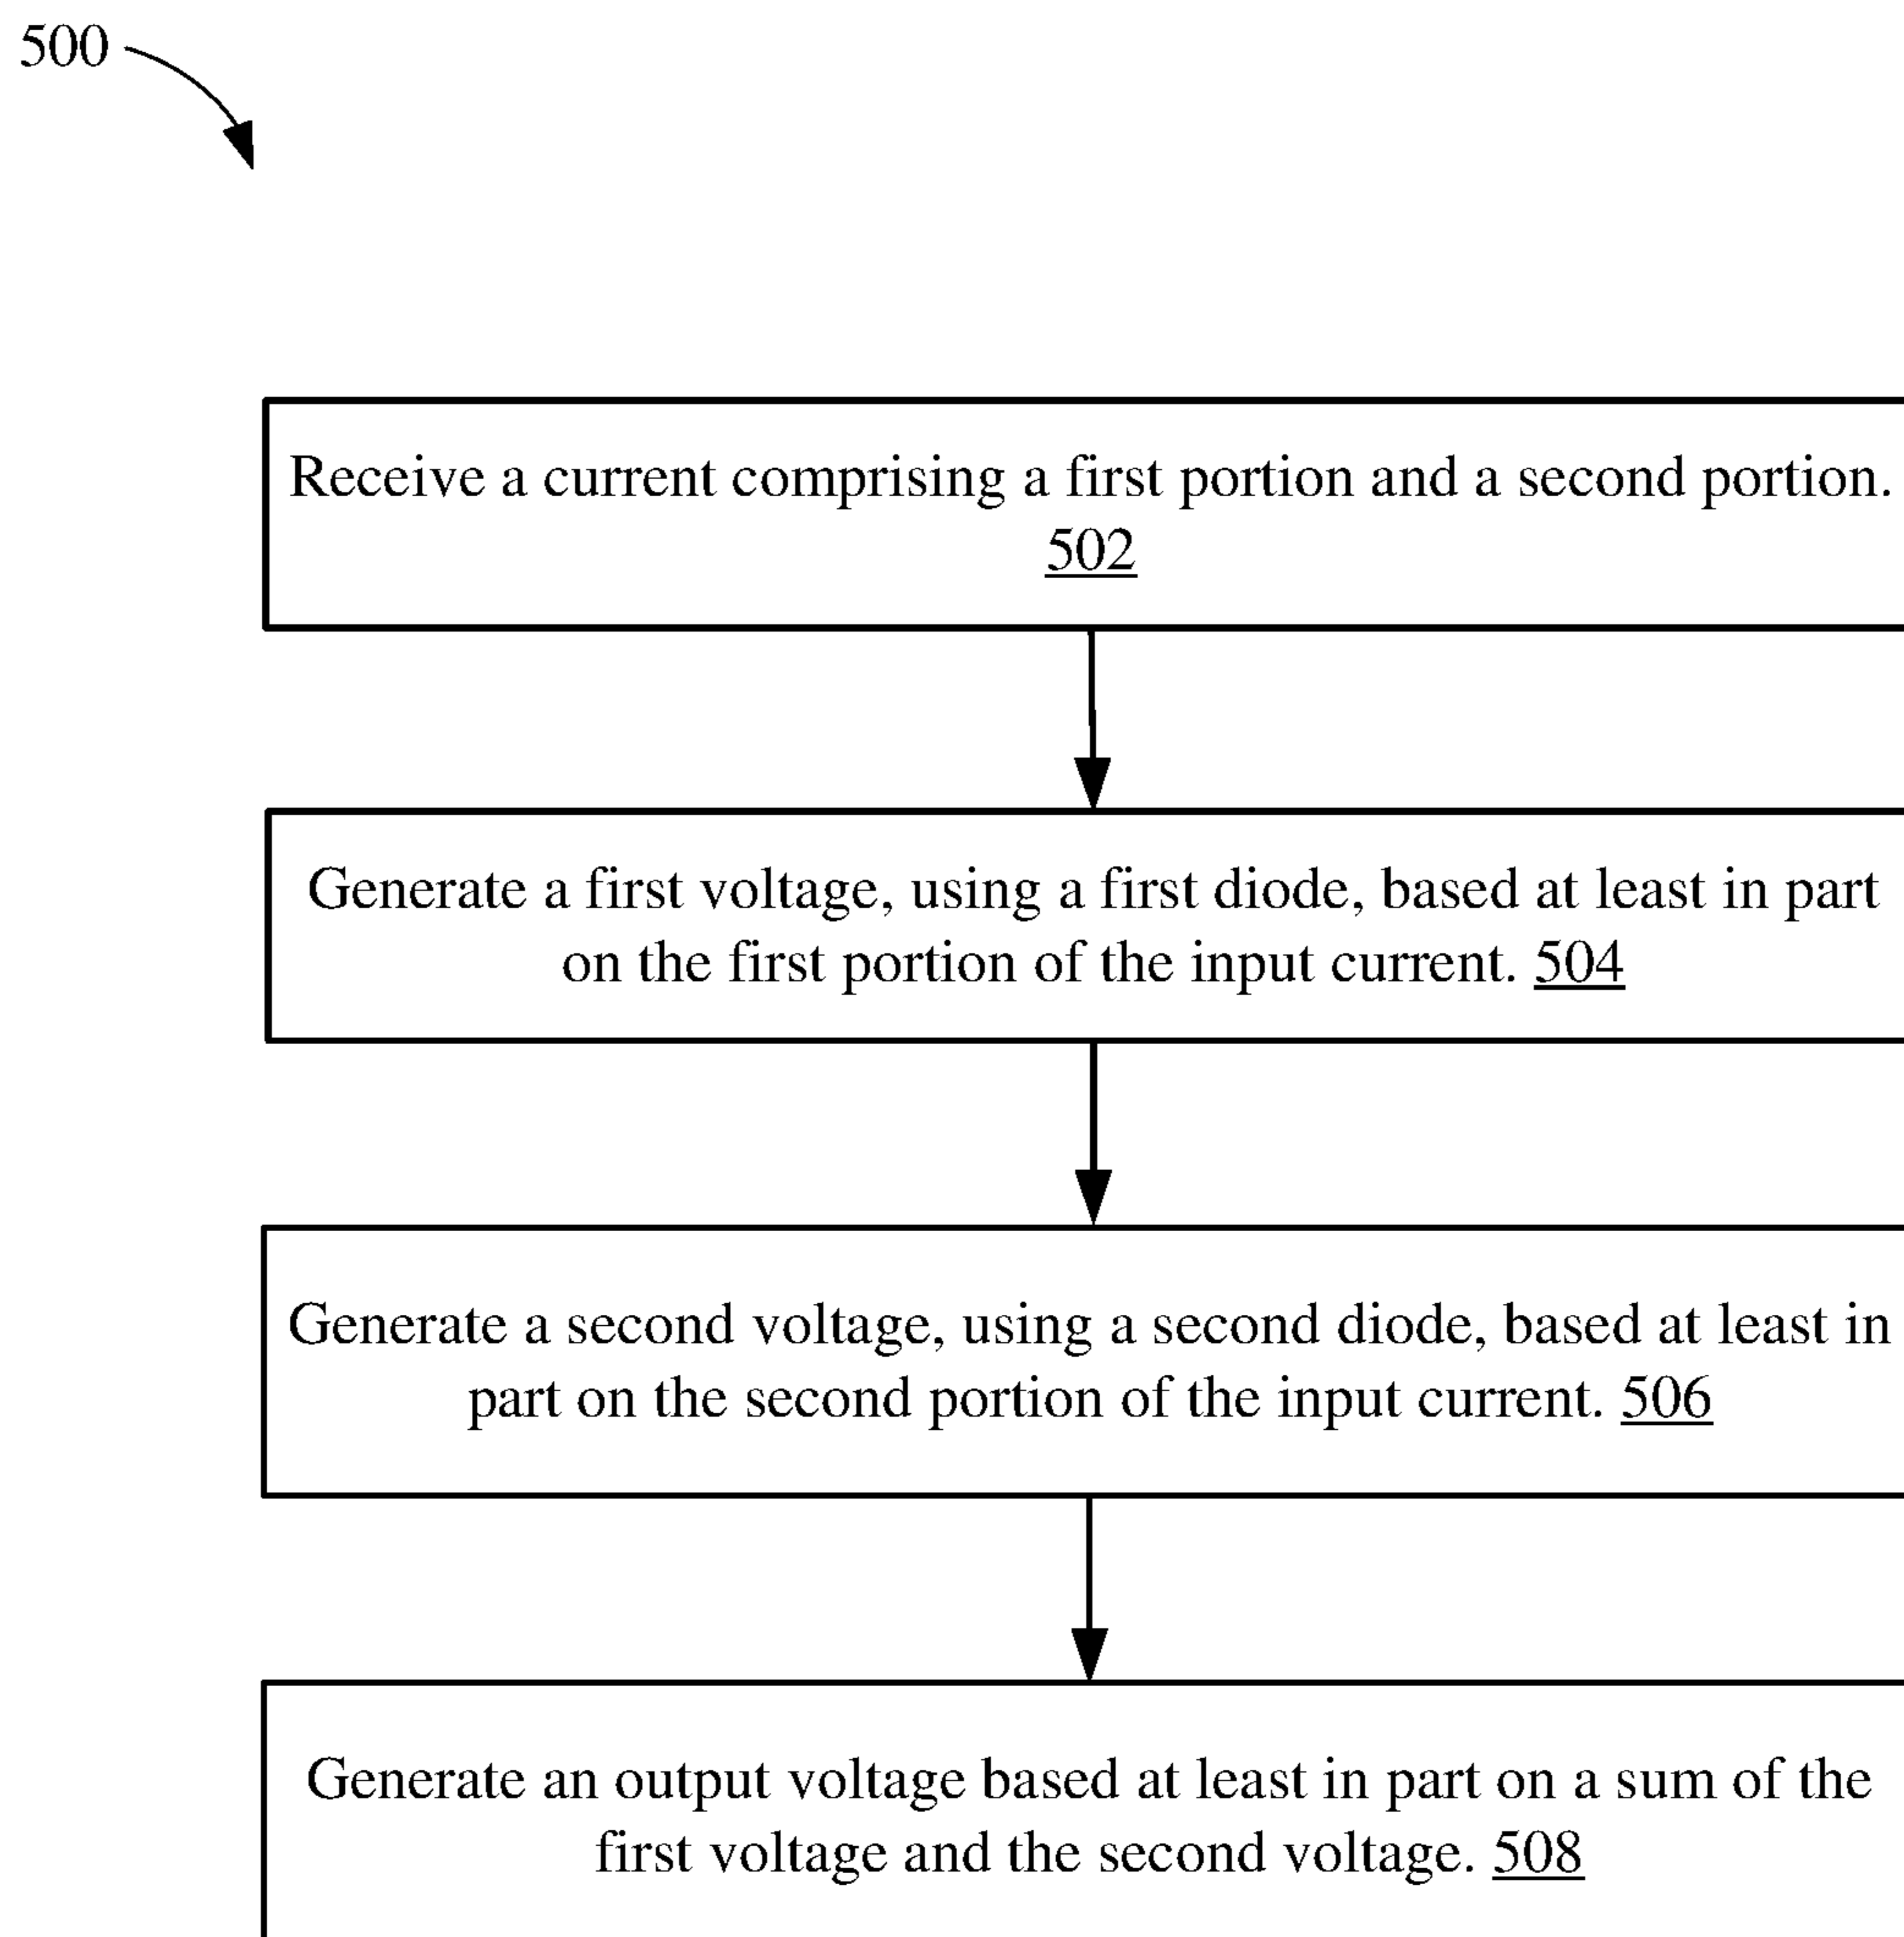 500
Receive a current comprising a first portion and a second portion.
502
Generate a first voltage, using a first diode, based at least in part
on the first portion of the input current. 504
Generate a second voltage, using a second diode, based at least in
part on the second portion of the input current. 506
Generate an output voltage based at least in part on a sum of the
first voltage and the second voltage. 508